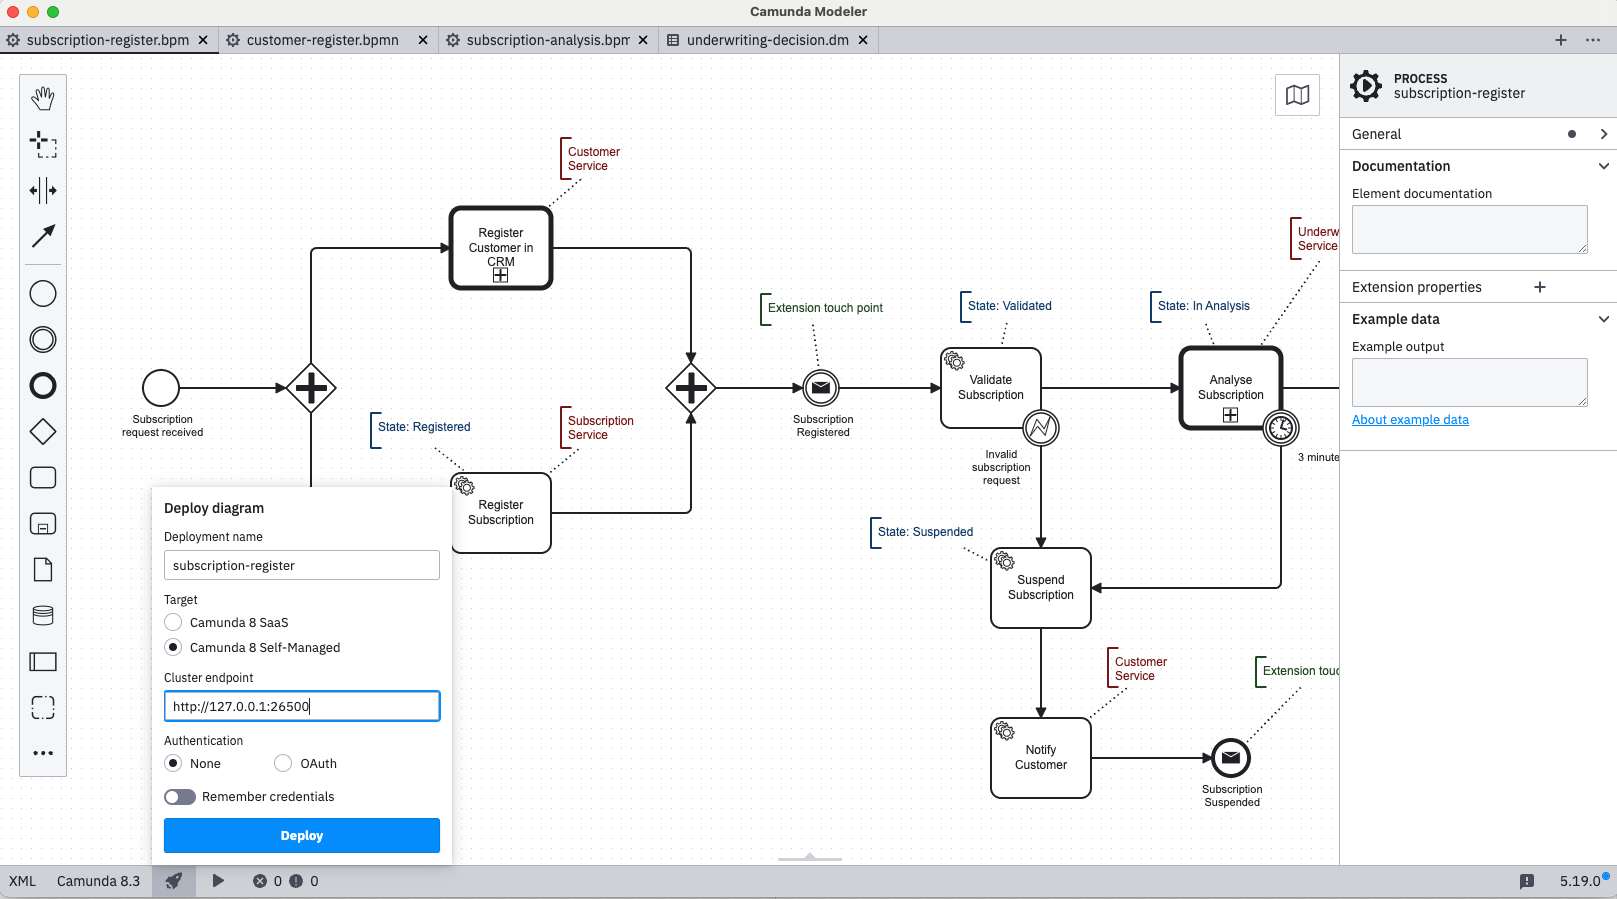 Camunda Modeler
subscription-register.bpm
customer-register.bpmn
subscription-analysis.bpm
underwriting-decision.dm
PROCESS
subscription-register
General
Documentation
Element documentation
Extension properties
Example data
Example output
About example data
Customer
Service
Register
Customer in
CRM
Extension touch point
State: Validated
State: In Analysis
Underw
Service
Subscription
request received
State: Registered
Subscription
Service
Register
Subscription
Subscription
Registered
Validate
Subscription
Invalid
subscription
request
Analyse
Subscription
3 minute
State: Suspended
Suspend
Subscription
Customer
Service
Extension touc
Notify
Customer
Subscription
Suspended
Deploy diagram
Deployment name
subscription-register
Target
Camunda 8 SaaS
Camunda 8 Self-Managed
Cluster endpoint
http://127.0.0.1:26500
Authentication
None
OAuth
Remember credentials
Deploy
XML
Camunda 8.3
0
0
5.19.0